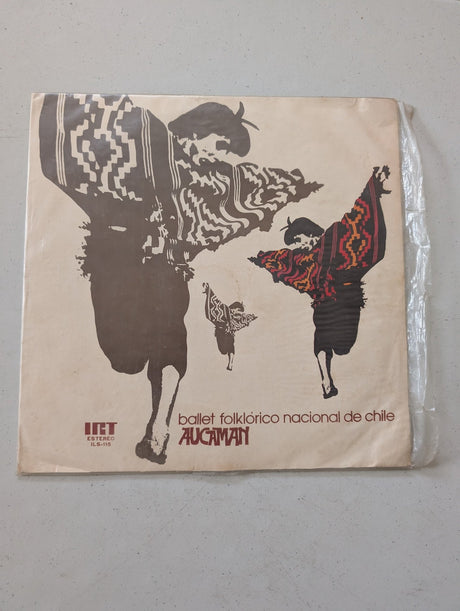 ballet folklórico nacional de chile
AUCAMAN
IRT
ESTEREO
ILS-115